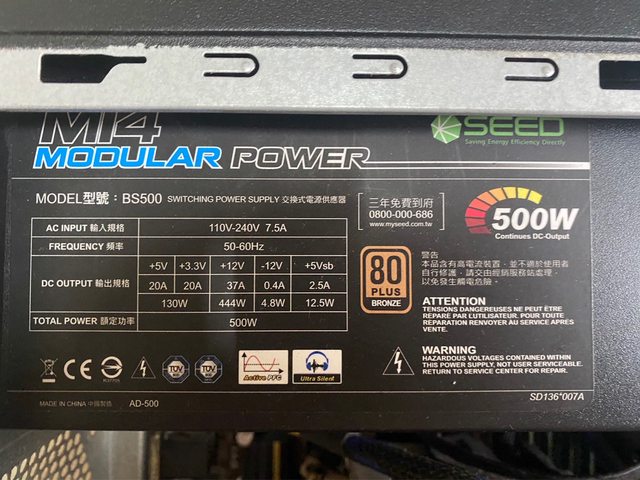 MI4
SEED
Saving Energy Efficiency Directly
MODULAR POWER
MODEL型號：BS500 SWITCHING POWER SUPPLY 交換式電源供應器
三年免費到府
0800-000-686
www.myseed.com.tw
500W
Continues DC-Output
AC INPUT 輸入規格 110V-240V 7.5A
FREQUENCY 頻率 50-60Hz
DC OUTPUT 輸出規格 +5V +3.3V +12V -12V +5Vsb
20A 20A 37A 0.4A 2.5A
130W 444W 4.8W 12.5W
TOTAL POWER 額定功率 500W
80
PLUS
BRONZE
警告
本品含有高電流裝置，並不適於使用者
自行修護，請交由經銷服務站處理，
以免發生觸電危險。
ATTENTION
TENSIONS DANGEREUSES NE PEUT ÊTRE
REPARÉ PAR L'UTILISATEUR. POUR TOUTE
REPARATION RENVOYER AU SERVICE APRÉS
VENTE.
WARNING
HAZARDOUS VOLTAGES CONTAINED WITHIN
THIS POWER SUPPLY, NOT USER SERVICEABLE.
RETURN TO SERVICE CENTER FOR REPAIR.
CE
TÜV
TÜV
Active PFC
Ultra Silent
MADE IN CHINA 中國製造 AD-500
SD136*007A